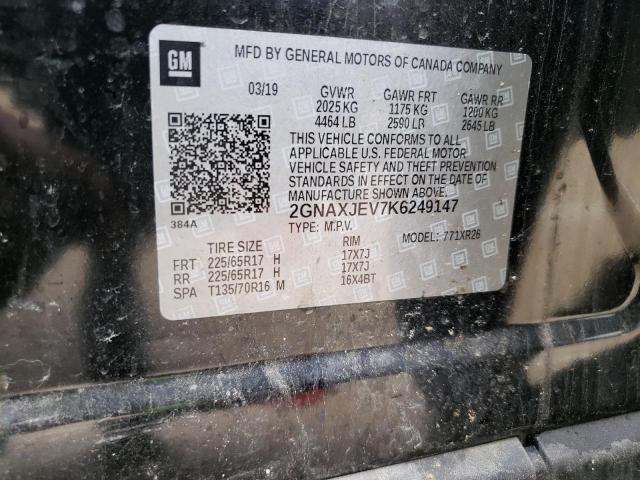 GM
MFD BY GENERAL MOTORS OF CANADA COMPANY
03/19 GVWR GAWR FRT GAWR RR
2025 KG 1175 KG 1200 KG
4464 LB 2590 LB 2645 LB
THIS VEHICLE CONFORMS TO ALL
APPLICABLE U.S. FEDERAL MOTOR
VEHICLE SAFETY AND THEFT PREVENTION
STANDARDS IN EFFECT ON THE DATE OF
MANUFACTURE SHOWN ABOVE.
384A 2GNAXJEV7K6249147
TYPE: M.P.V. MODEL: 771XR26
TIRE SIZE RIM
FRT 225/65R17 H 17X7J
RR 225/65R17 H 17X7J
SPA T135/70R16 M 16X4BT